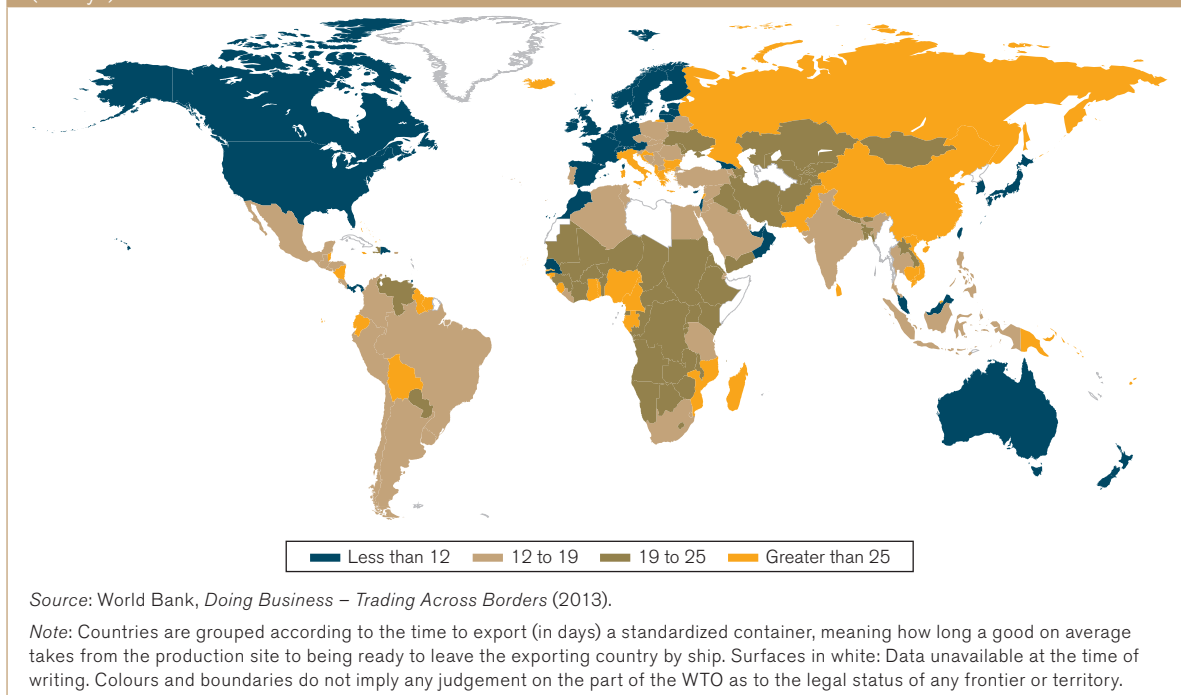 Less than 12 12 to 19 19 to 25 Greater than 25
Source: World Bank, Doing Business – Trading Across Borders (2013).
Note: Countries are grouped according to the time to export (in days) a standardized container, meaning how long a good on average
takes from the production site to being ready to leave the exporting country by ship. Surfaces in white: Data unavailable at the time of
writing. Colours and boundaries do not imply any judgement on the part of the WTO as to the legal status of any frontier or territory.